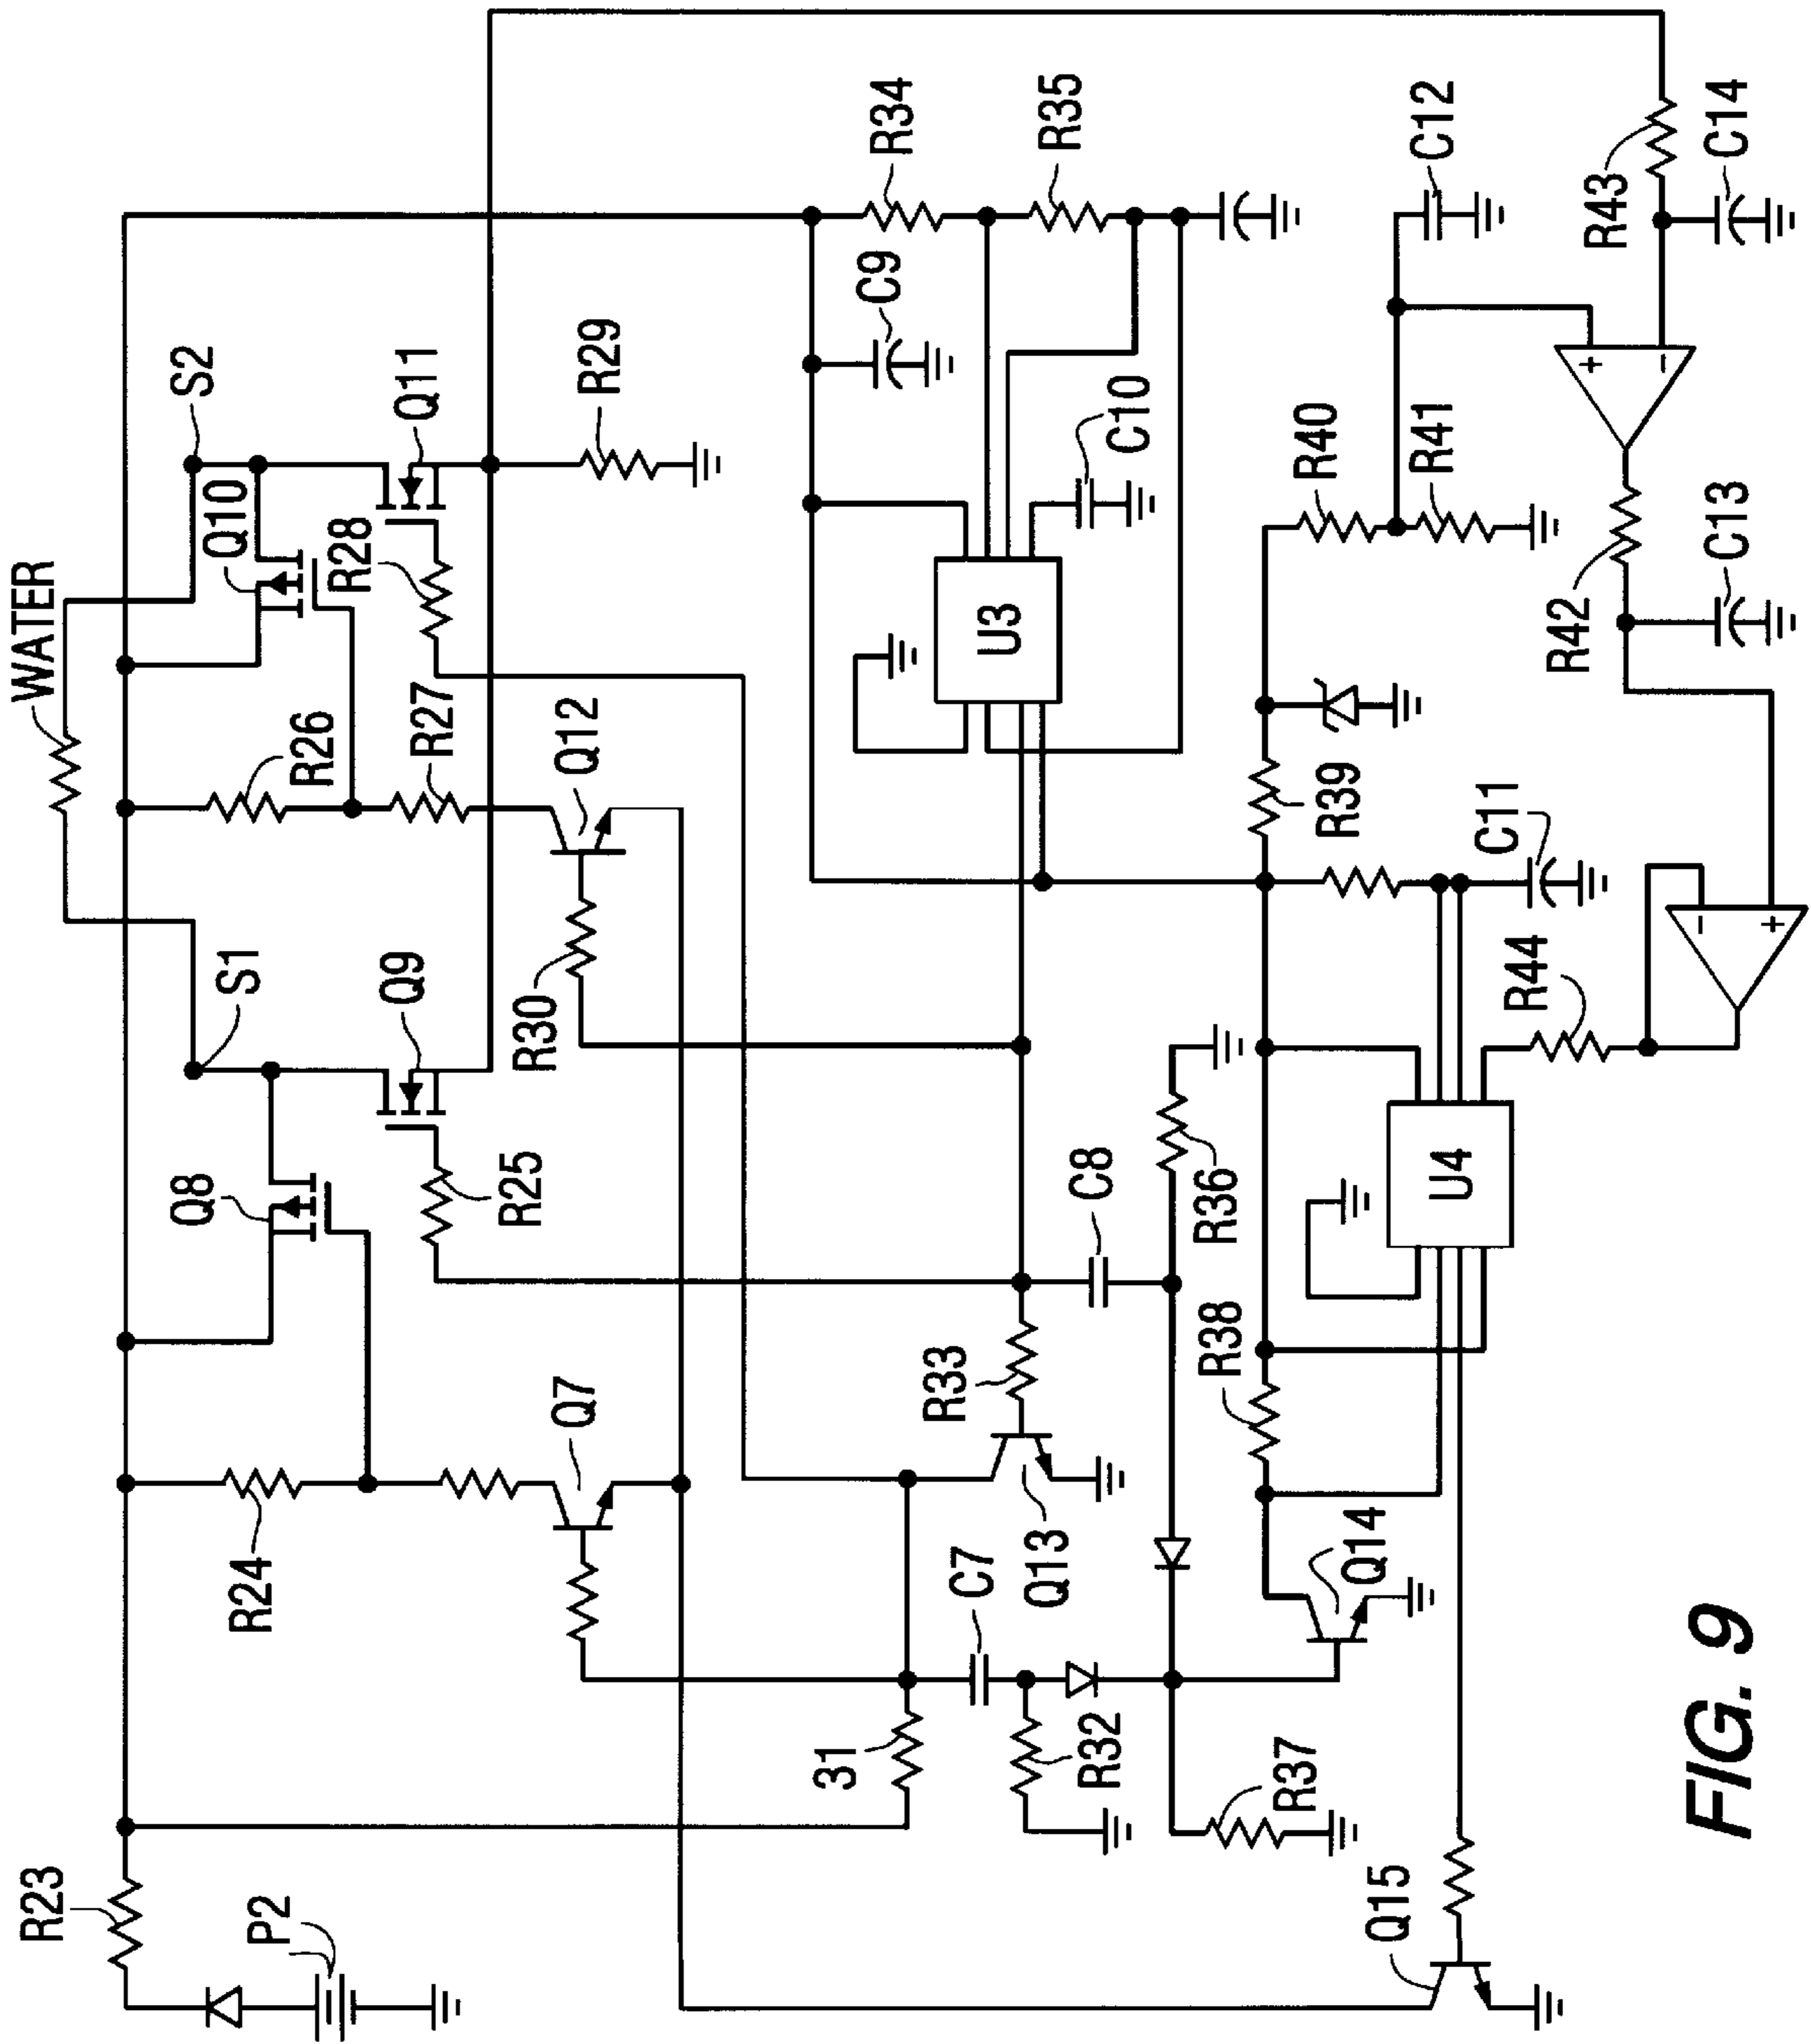 WATER
S2
S1
Q10
Q11
R28
R26
R27
Q12
R29
Q8
Q9
R25
R30
R24
Q7
R23
P2
R34
R35
C9
C10
U3
C12
R43
C14
R40
R41
R42
C13
+
−
R39
C11
R44
−
+
U4
C8
R36
R38
R33
Q13
C7
31
R32
R37
Q14
Q15
FIG. 9